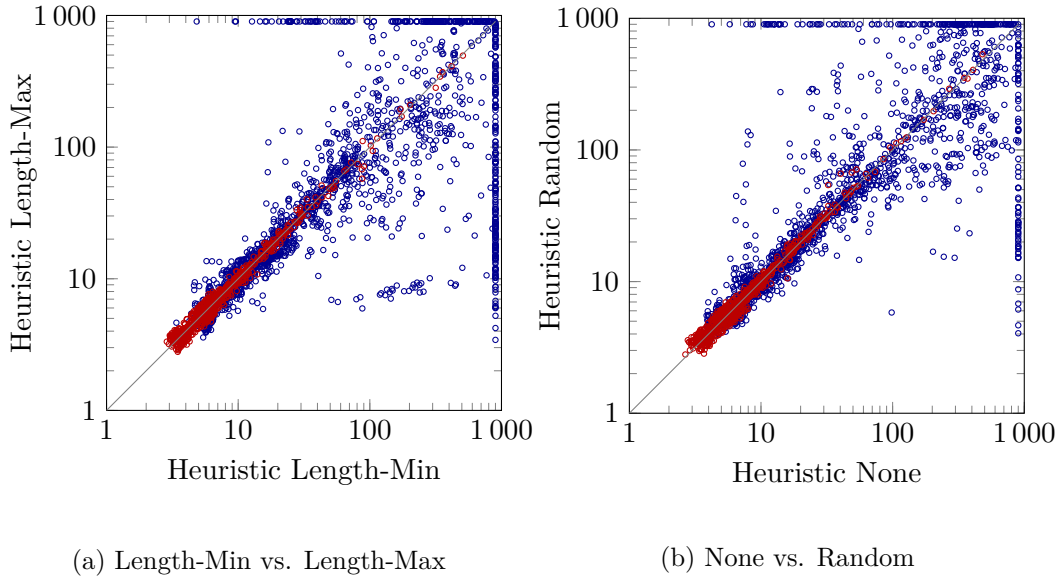 1 000
100
10
1
Heuristic Length-Max
1
10
100
1 000
Heuristic Length-Min
(a) Length-Min vs. Length-Max
1 000
100
10
1
Heuristic Random
1
10
100
1 000
Heuristic None
(b) None vs. Random